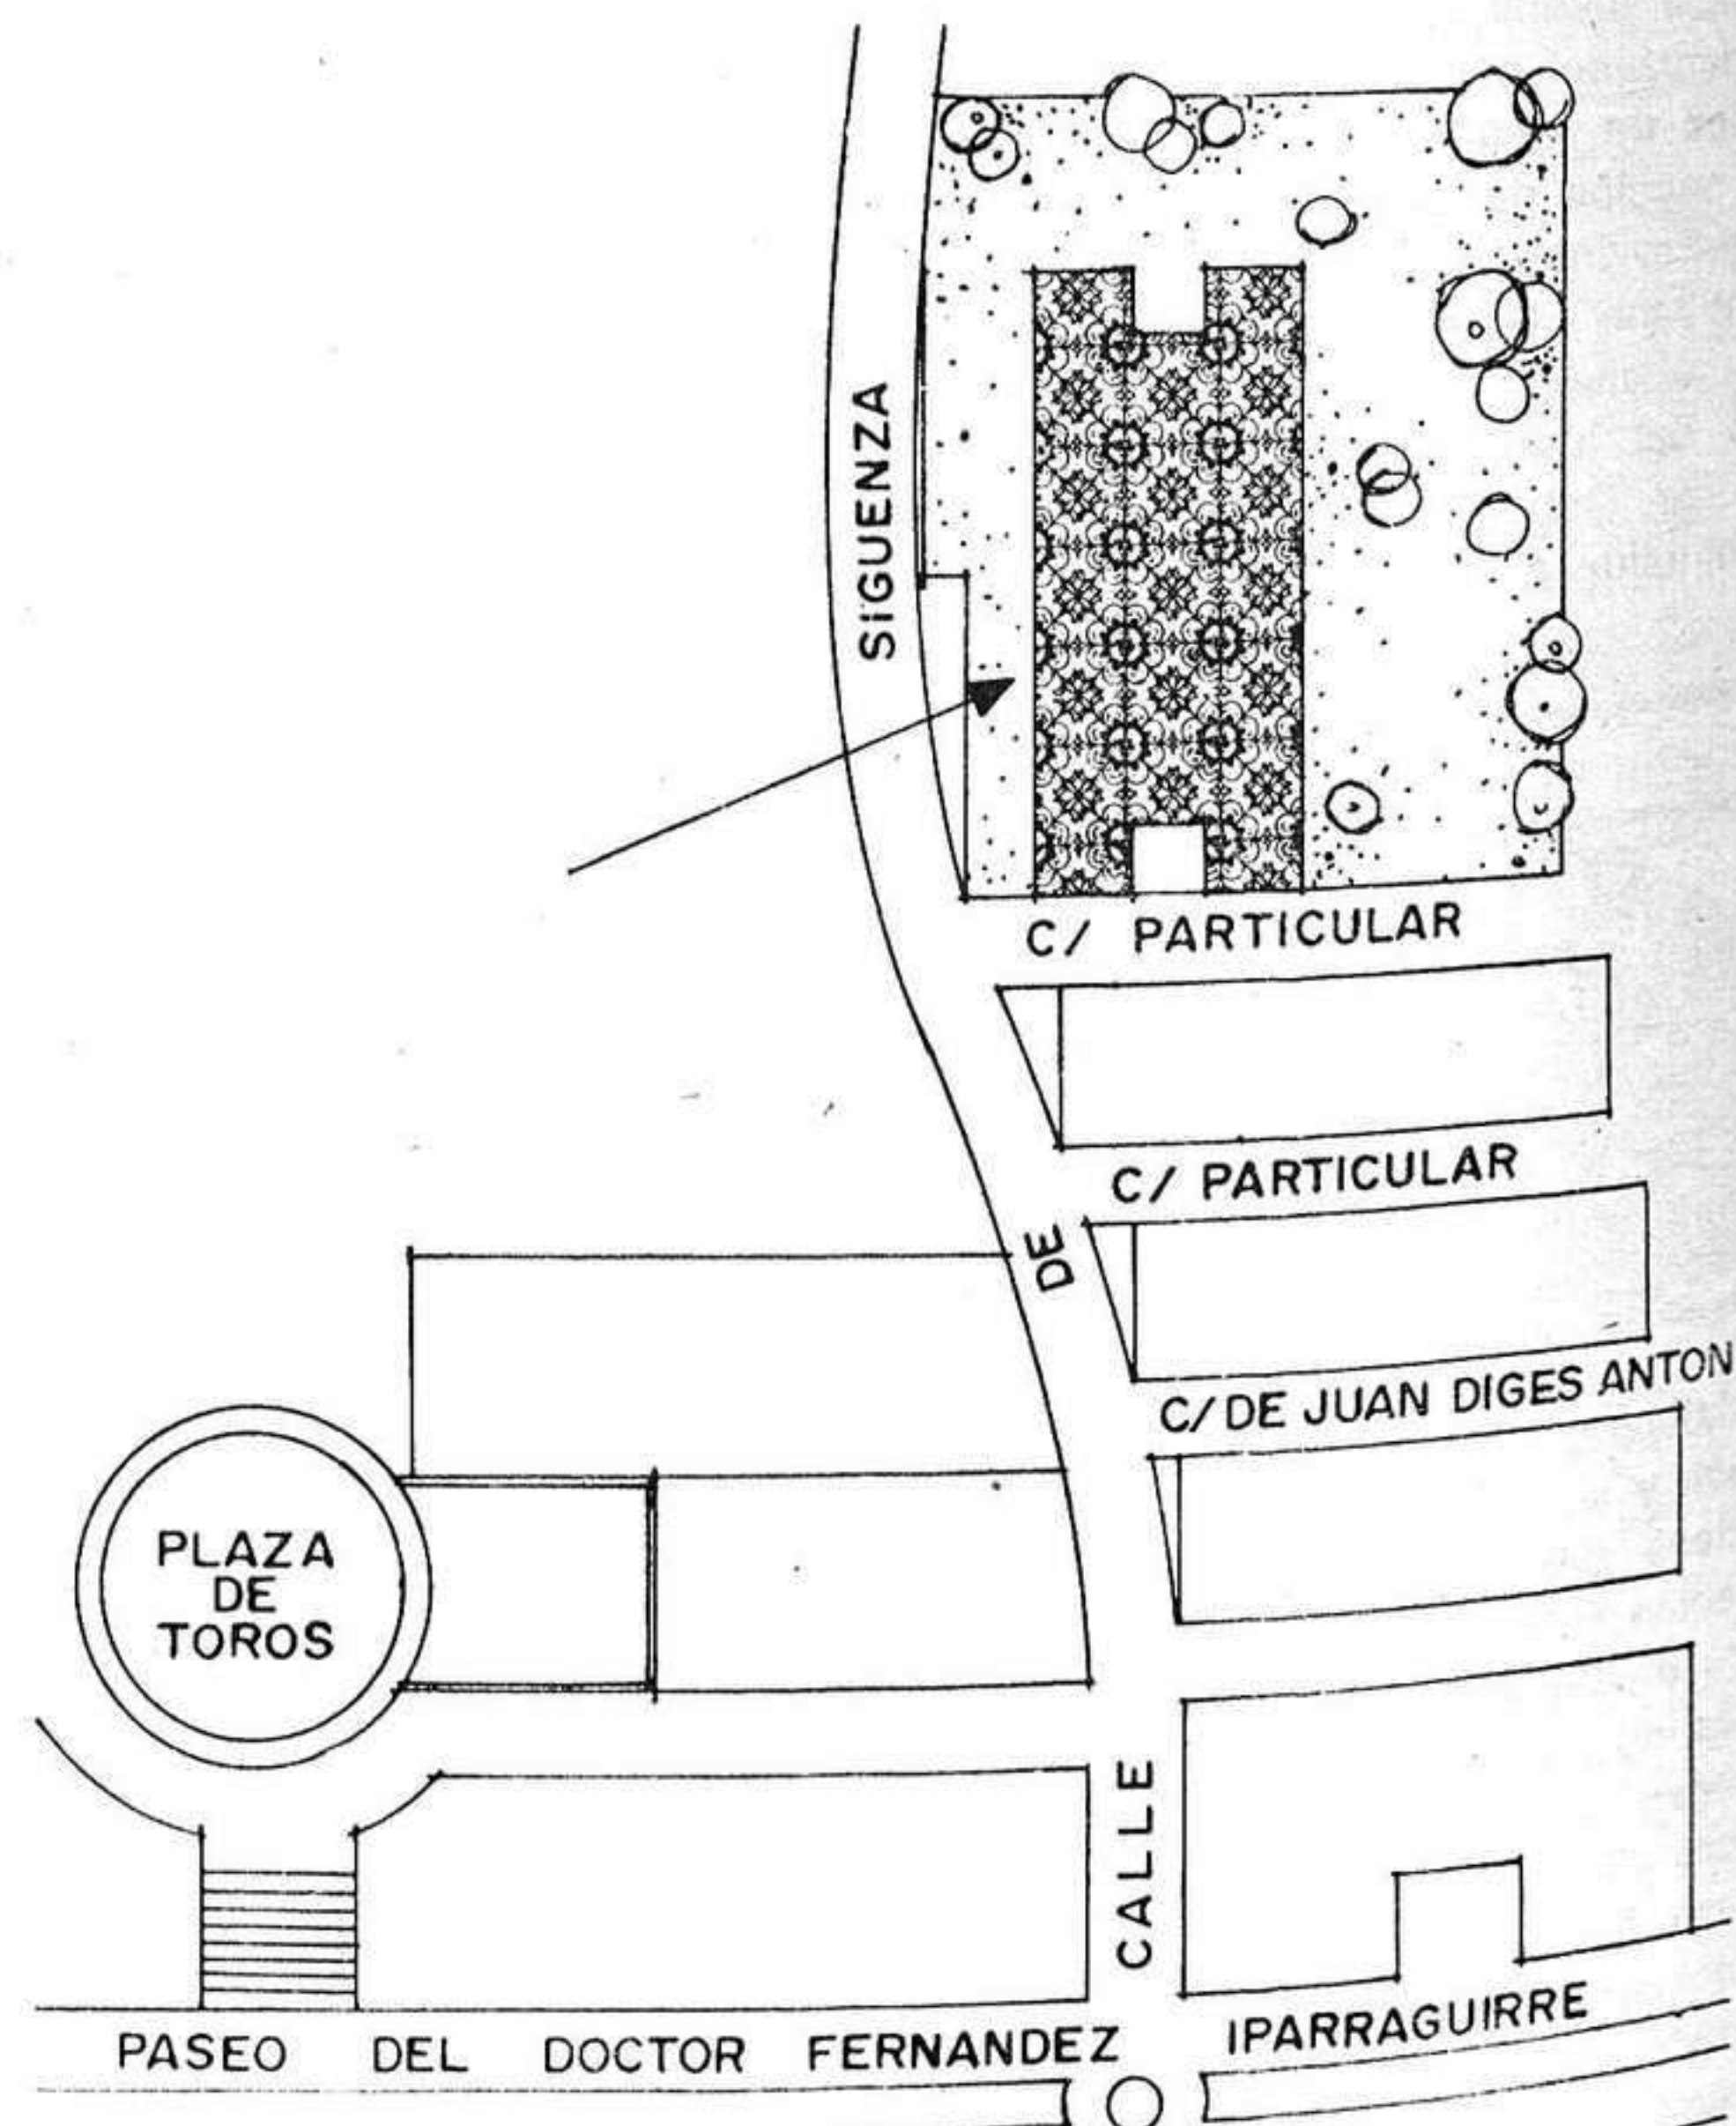 SIGUENZA
C/ PARTICULAR
C/ PARTICULAR
DE
C/ DE JUAN DIGES ANTON
PLAZA
DE
TOROS
CALLE
PASEO DEL DOCTOR FERNANDEZ IPARRAGUIRRE